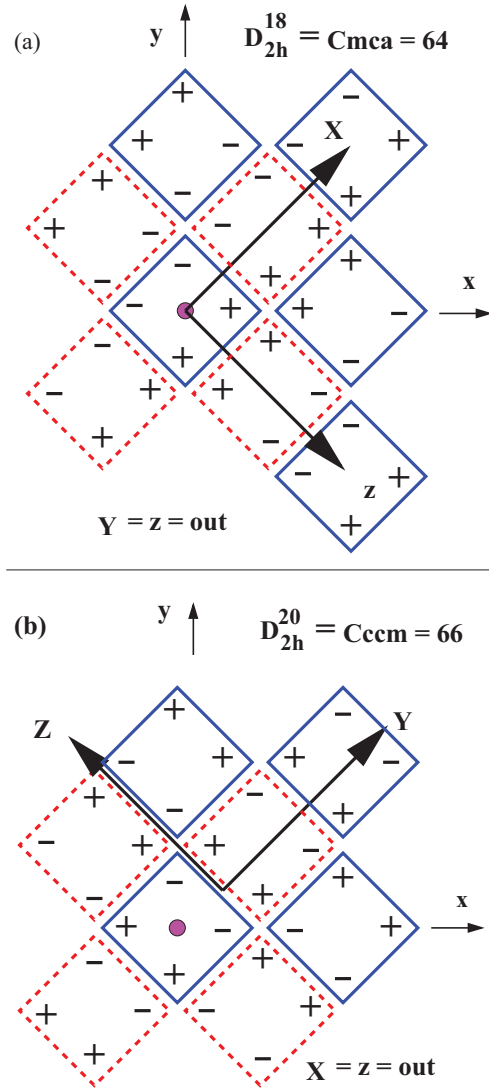 y
(a)
D₂ₕ¹⁸ = Cmca = 64
X
x
z
Y = z = out
y
(b)
D₂ₕ²⁰ = Cccm = 66
Z
Y
x
X = z = out